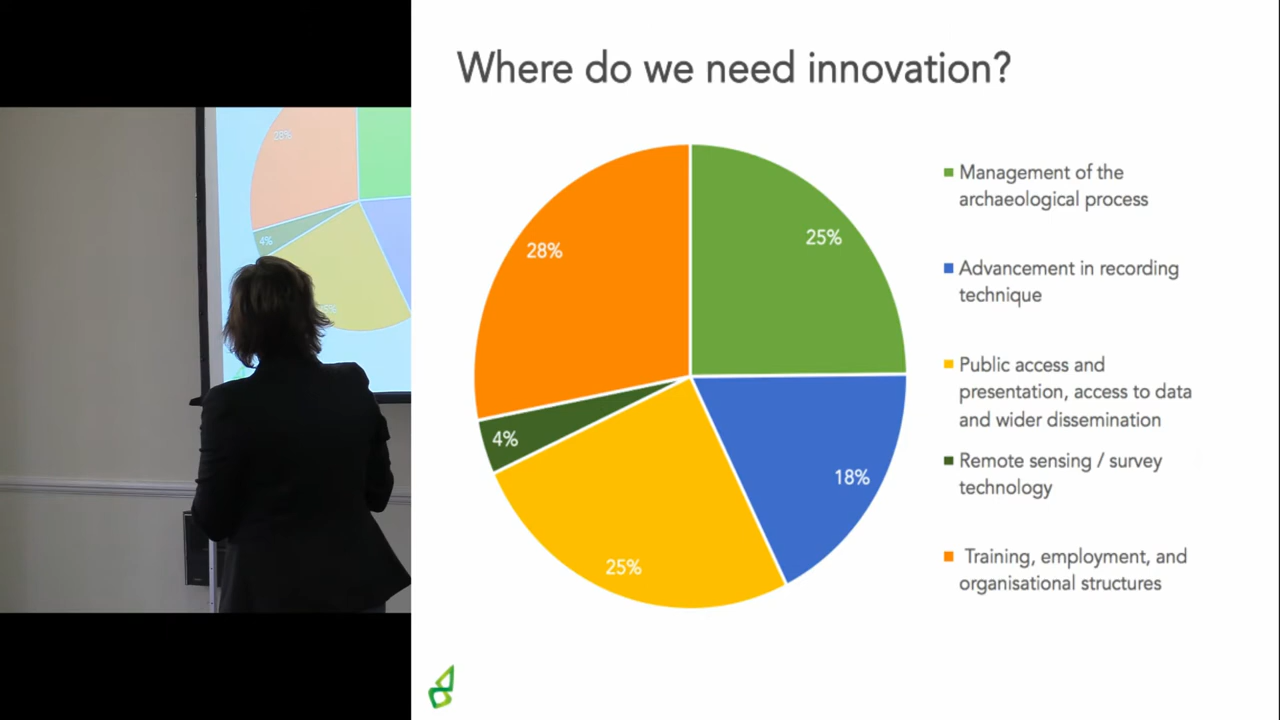 Where do we need innovation?
28%
25%
4%
18%
25%
Management of the
archaeological process
Advancement in recording
technique
Public access and
presentation, access to data
and wider dissemination
Remote sensing / survey
technology
Training, employment, and
organisational structures
28%
4%